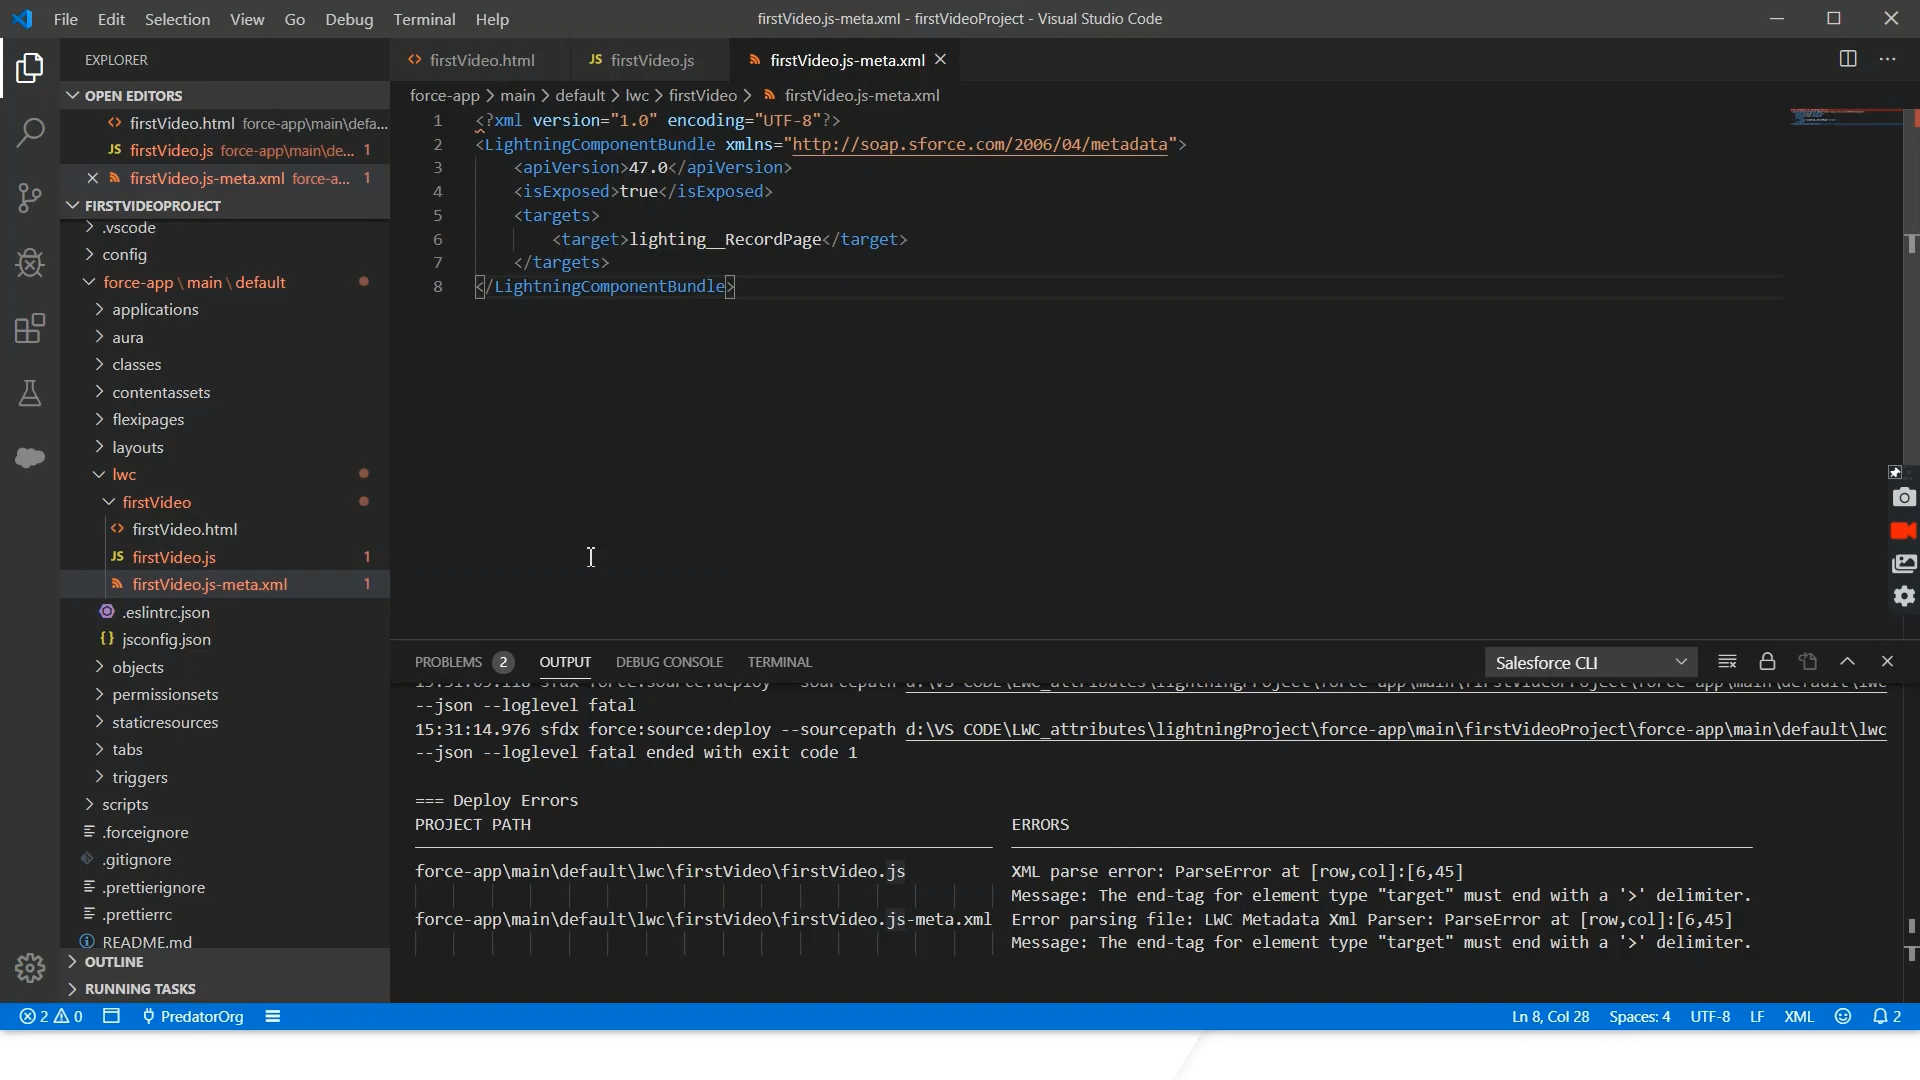 File Edit Selection View Go Debug Terminal Help
firstVideo.js-meta.xml - firstVideoProject - Visual Studio Code
EXPLORER
OPEN EDITORS
firstVideo.html force-app\main\defa...
JS firstVideo.js force-app\main\de... 1
firstVideo.js-meta.xml force-a... 1
FIRSTVIDEOPROJECT
.vscode
config
force-app \ main \ default
applications
aura
classes
contentassets
flexipages
layouts
lwc
firstVideo
firstVideo.html
JS firstVideo.js 1
firstVideo.js-meta.xml 1
.eslintrc.json
{} jsconfig.json
objects
permissionsets
staticresources
tabs
triggers
scripts
.forceignore
.gitignore
.prettierignore
.prettierrc
README.md
OUTLINE
RUNNING TASKS
firstVideo.html
JS firstVideo.js
firstVideo.js-meta.xml
force-app > main > default > lwc > firstVideo > firstVideo.js-meta.xml
1 <?xml version="1.0" encoding="UTF-8"?>
2 <LightningComponentBundle xmlns="http://soap.sforce.com/2006/04/metadata">
3 <apiVersion>47.0</apiVersion>
4 <isExposed>true</isExposed>
5 <targets>
6 <target>lighting__RecordPage</target>
7 </targets>
8 </LightningComponentBundle>
PROBLEMS 2 OUTPUT DEBUG CONSOLE TERMINAL
Salesforce CLI
--json --loglevel fatal
15:31:14.976 sfdx force:source:deploy --sourcepath d:\VS CODE\LWC_attributes\lightningProject\force-app\main\firstVideoProject\force-app\main\default\lwc
--json --loglevel fatal ended with exit code 1
=== Deploy Errors
PROJECT PATH ERRORS
force-app\main\default\lwc\firstVideo\firstVideo.js XML parse error: ParseError at [row,col]:[6,45]
Message: The end-tag for element type "target" must end with a '>' delimiter.
force-app\main\default\lwc\firstVideo\firstVideo.js-meta.xml Error parsing file: LWC Metadata Xml Parser: ParseError at [row,col]:[6,45]
Message: The end-tag for element type "target" must end with a '>' delimiter.
2 0 PredatorOrg
Ln 8, Col 28 Spaces: 4 UTF-8 LF XML 2